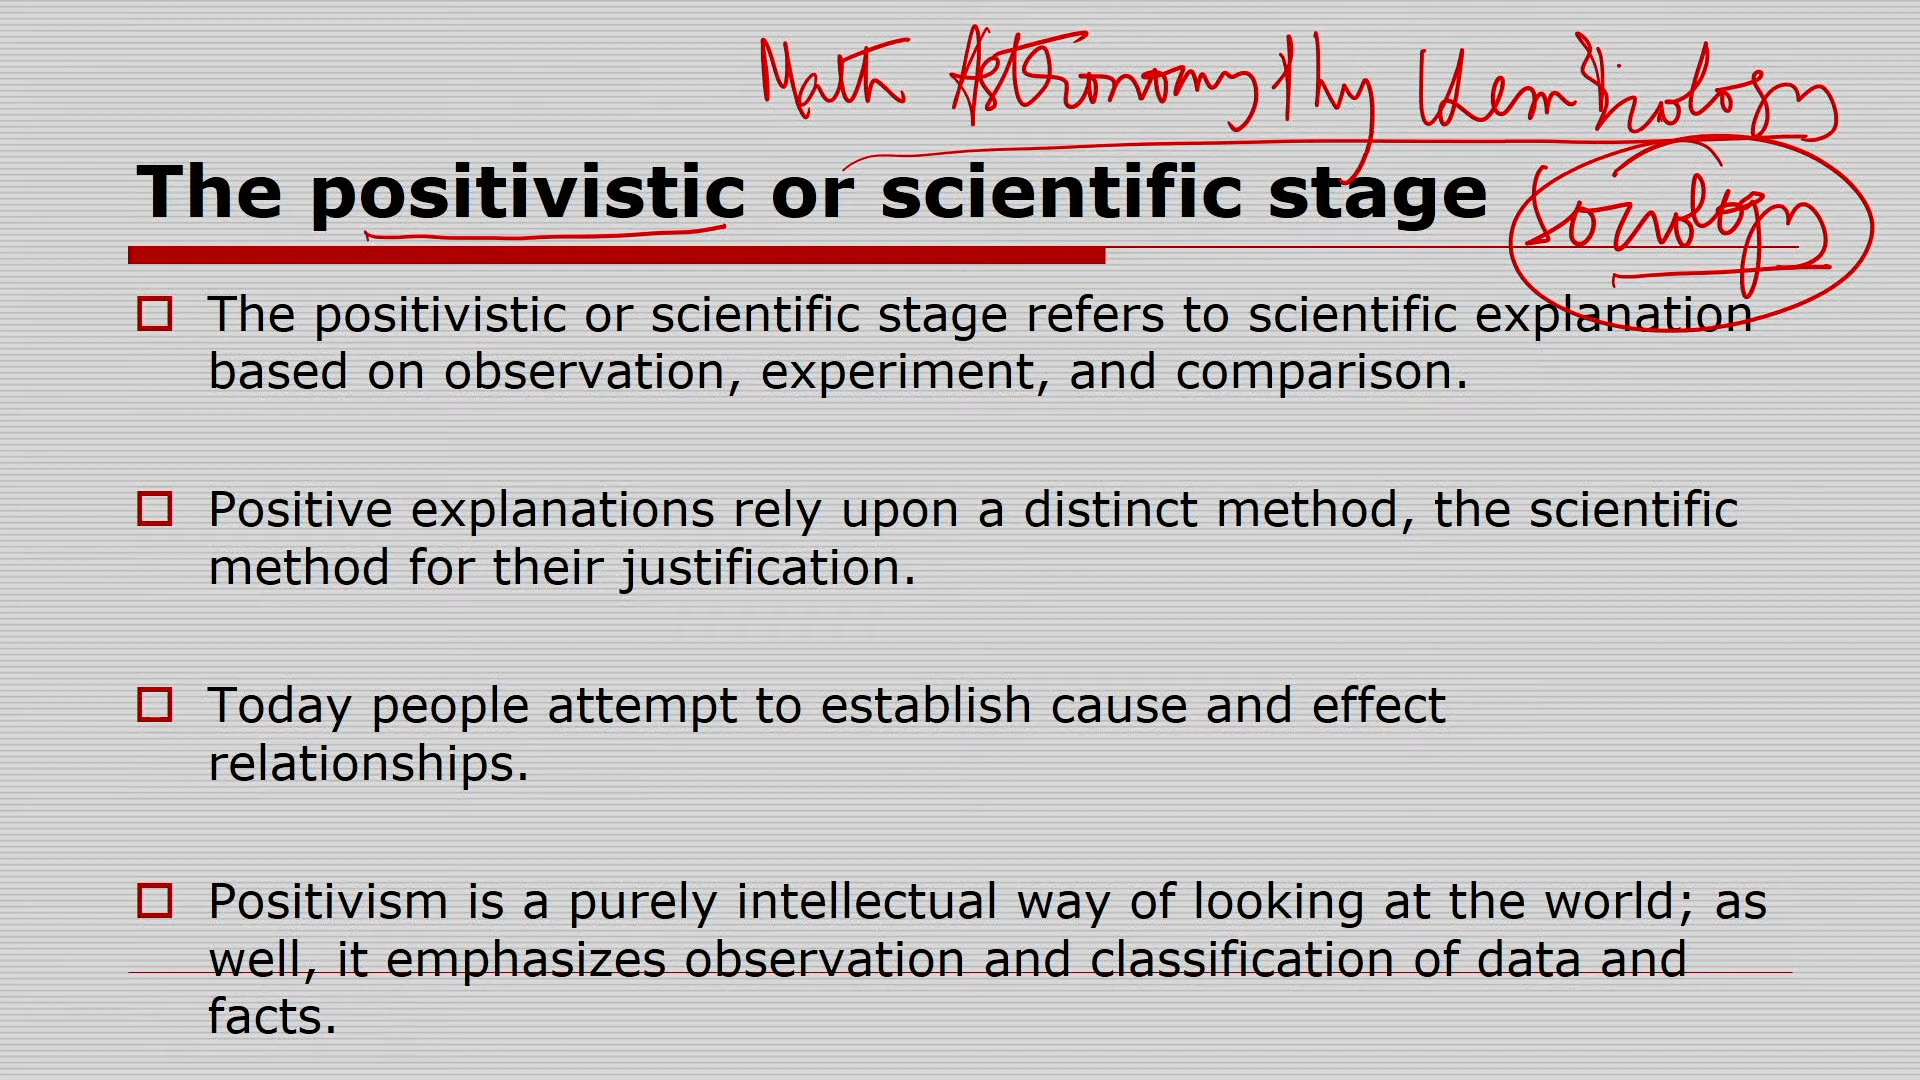 Math Astronomy Phy Chem Biology
The positivistic or scientific stage
Sociology
The positivistic or scientific stage refers to scientific explanation
based on observation, experiment, and comparison.
Positive explanations rely upon a distinct method, the scientific
method for their justification.
Today people attempt to establish cause and effect
relationships.
Positivism is a purely intellectual way of looking at the world; as
well, it emphasizes observation and classification of data and
facts.